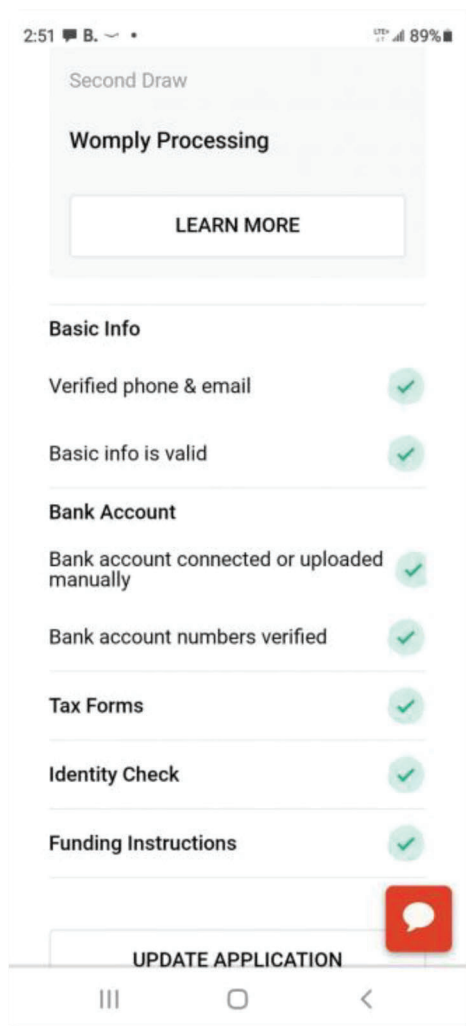 2:51 B. LTE+ 89%
Second Draw
Womply Processing
LEARN MORE
Basic Info
Verified phone & email
Basic info is valid
Bank Account
Bank account connected or uploaded
manually
Bank account numbers verified
Tax Forms
Identity Check
Funding Instructions
UPDATE APPLICATION